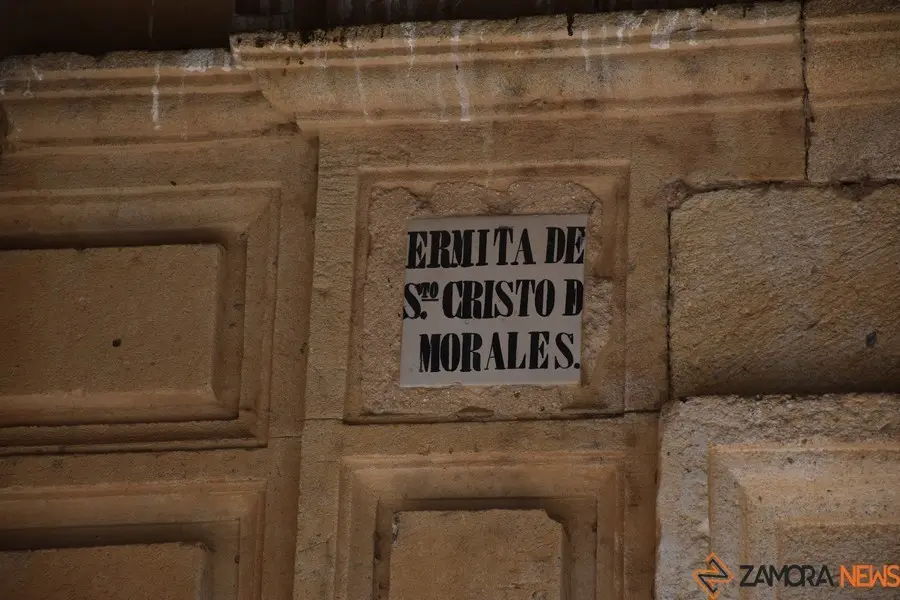 ERMITA DE
S.TO CRISTO D
MORALES.
ZAMORA NEWS